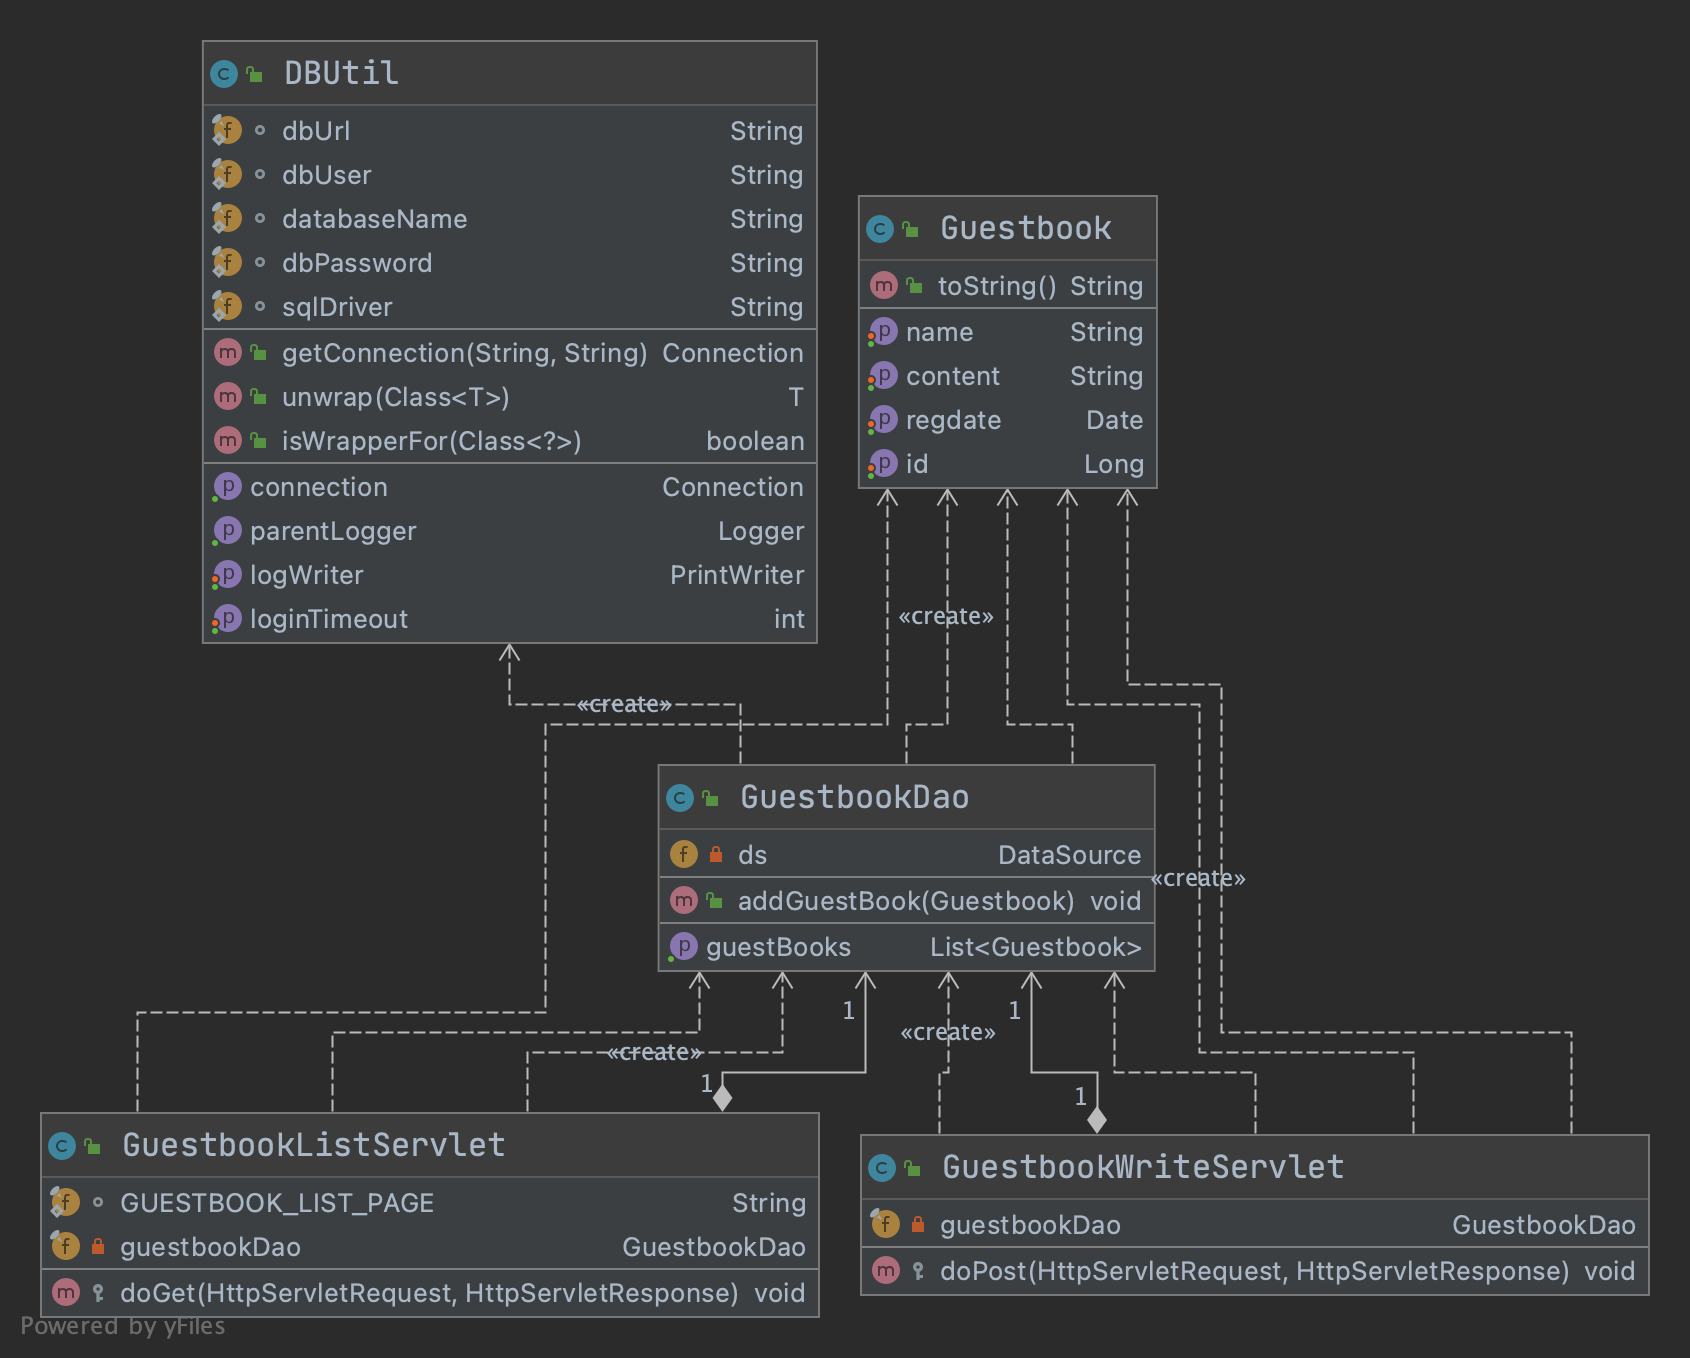 DBUtil
dbUrl String
dbUser String
databaseName String
dbPassword String
sqlDriver String
getConnection(String, String) Connection
unwrap(Class<T>) T
isWrapperFor(Class<?>) boolean
connection Connection
parentLogger Logger
logWriter PrintWriter
loginTimeout int
Guestbook
toString() String
name String
content String
regdate Date
id Long
«create»
«create»
GuestbookDao
ds DataSource
addGuestBook(Guestbook) void
guestBooks List<Guestbook>
«create»
1
1
«create»
«create»
1
1
GuestbookListServlet
GUESTBOOK_LIST_PAGE String
guestbookDao GuestbookDao
doGet(HttpServletRequest, HttpServletResponse) void
GuestbookWriteServlet
guestbookDao GuestbookDao
doPost(HttpServletRequest, HttpServletResponse) void
Powered by yFiles